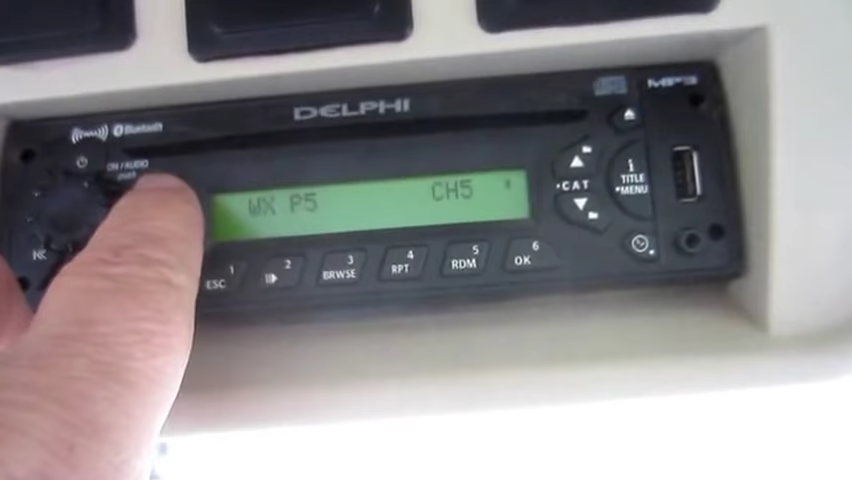 DELPHI
MP3
Bluetooth
ON / AUDIO
WX P5 CH5 *
CAT
i
TITLE
MENU
ESC 1
2
BRWSE 3
RPT 4
RDM 5
OK 6